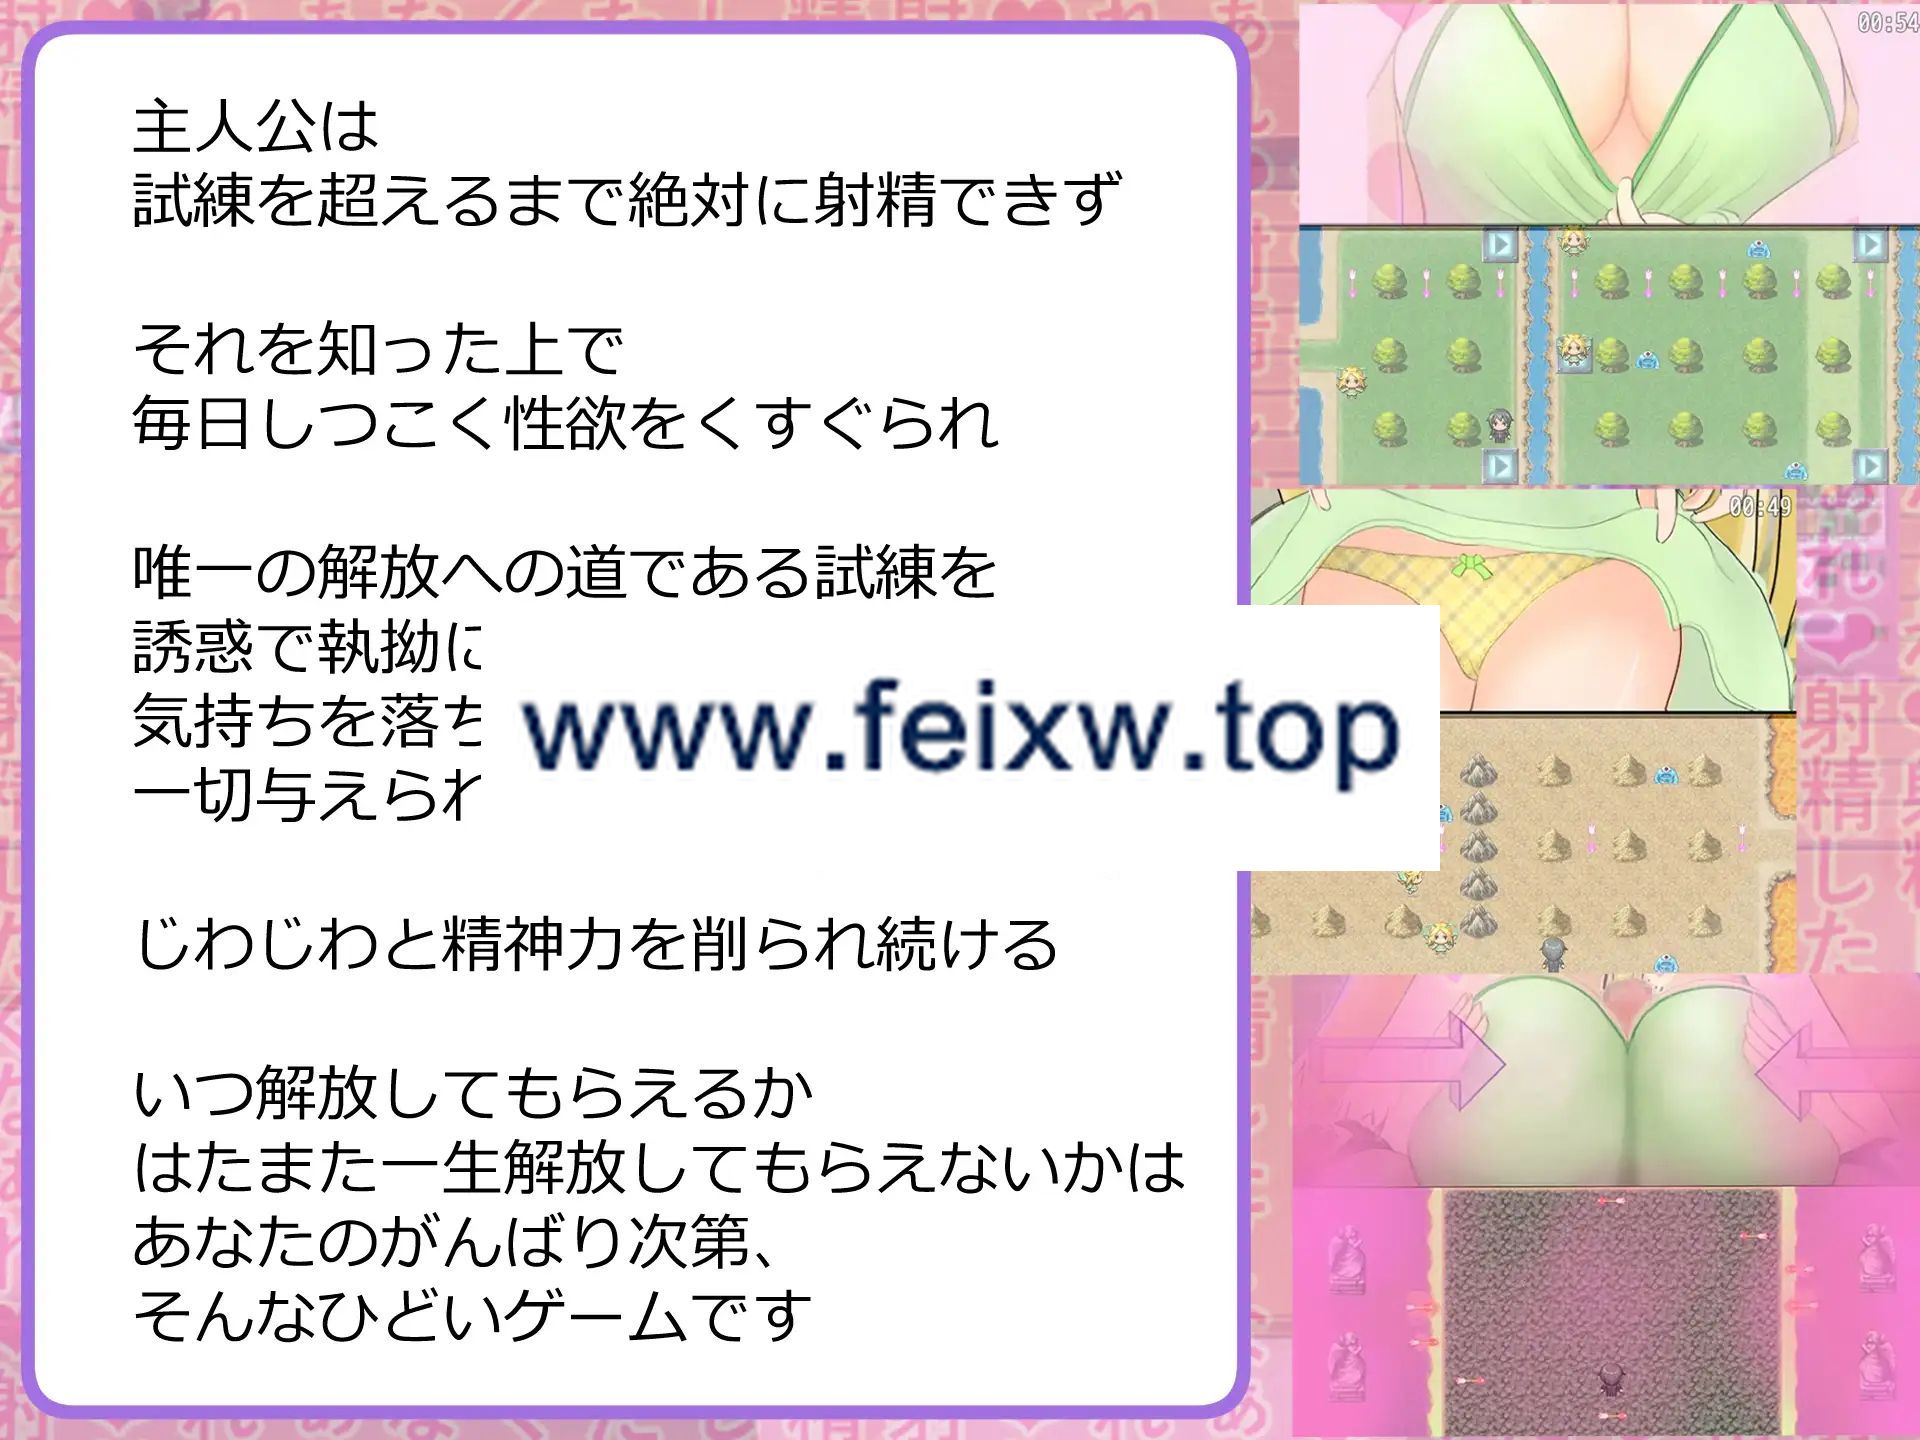 主人公は
試練を超えるまで絶対に射精できず
それを知った上で
毎日しつこく性欲をくすぐられ
唯一の解放への道である試練を
誘惑で執拗に
気持ちを落ち
一切与えられ
じわじわと精神力を削られ続ける
いつ解放してもらえるか
はたまた一生解放してもらえないかは
あなたのがんばり次第、
そんなひどいゲームです
www.feixw.top
00:54
00:49